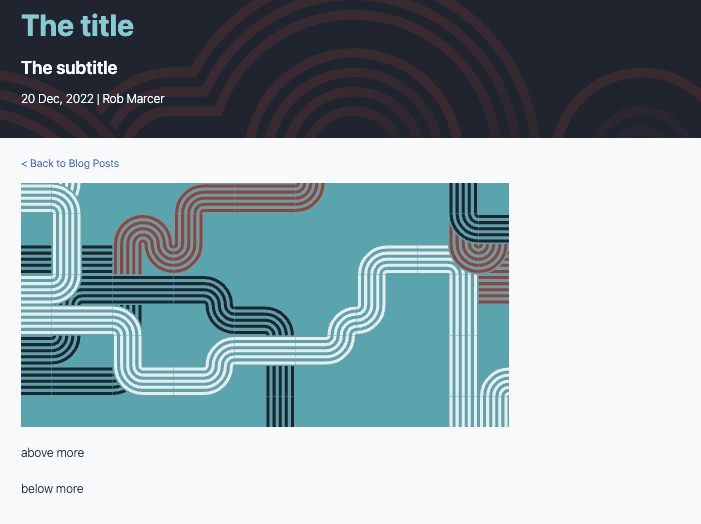 The title
The subtitle
20 Dec, 2022 | Rob Marcer
< Back to Blog Posts
above more
below more